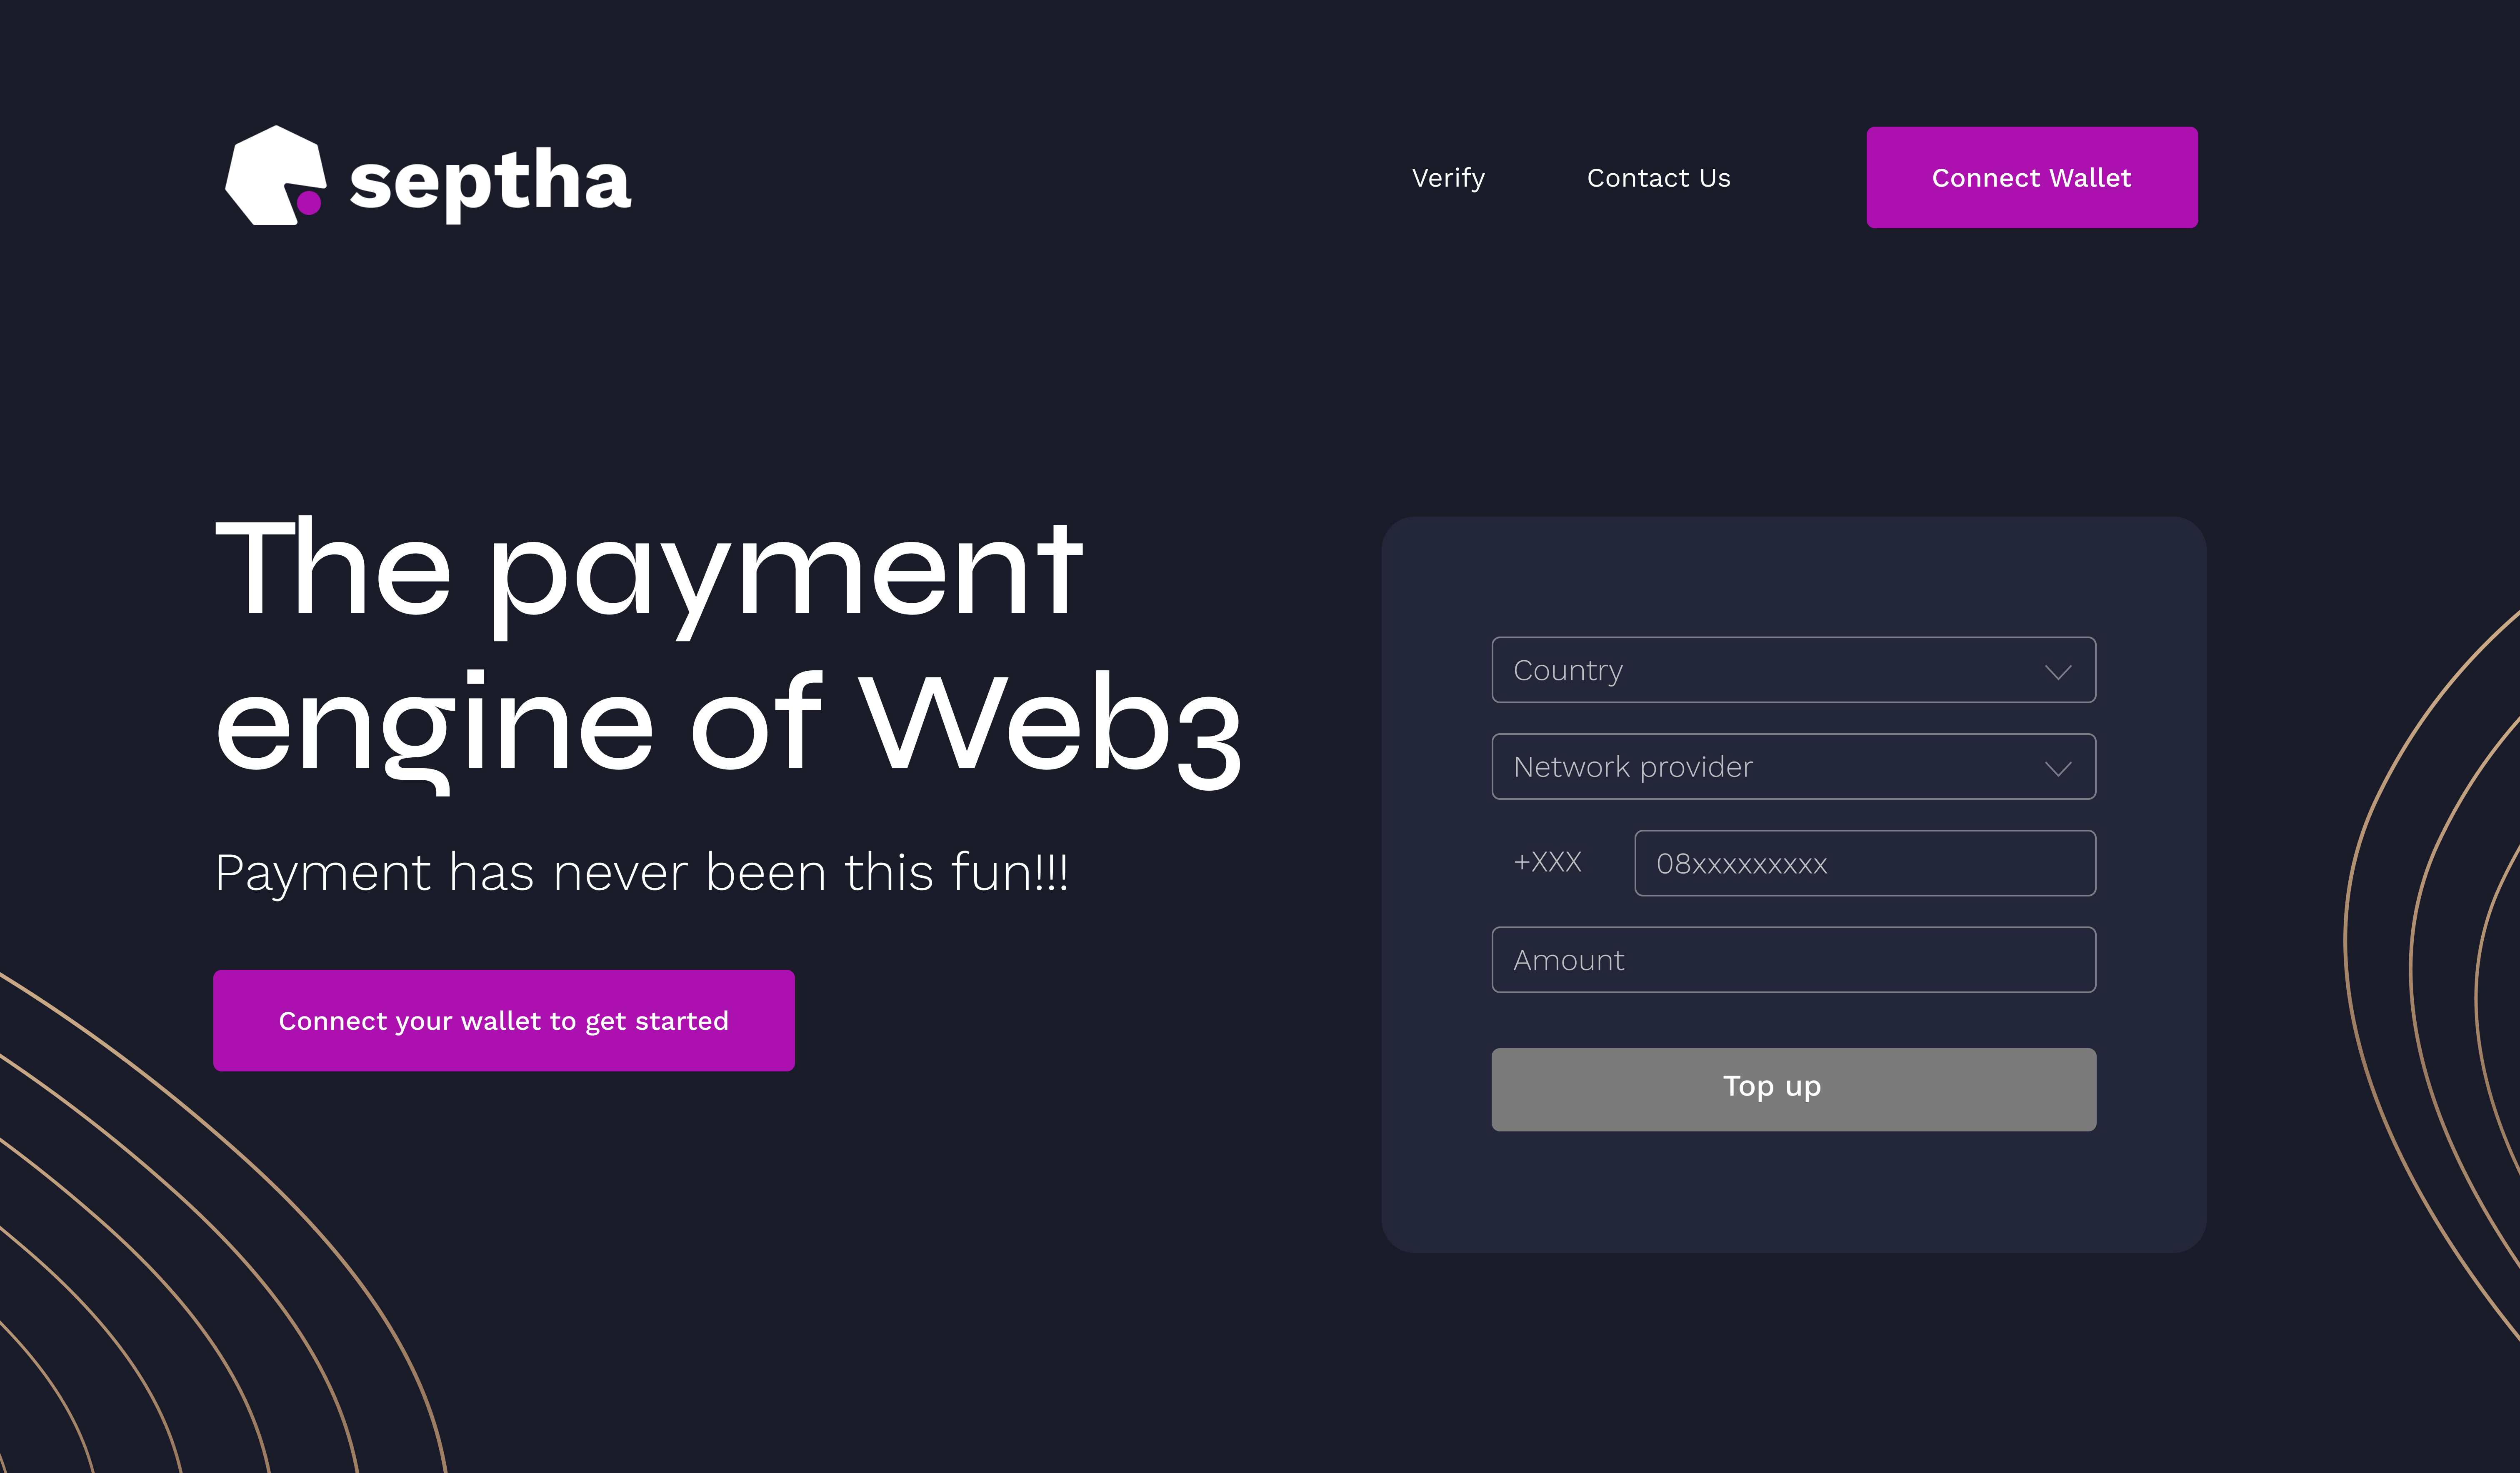 septha
Verify
Contact Us
Connect Wallet
The payment
engine of Web3
Payment has never been this fun!!!
Connect your wallet to get started
Country
Network provider
+XXX
08xxxxxxxxx
Amount
Top up